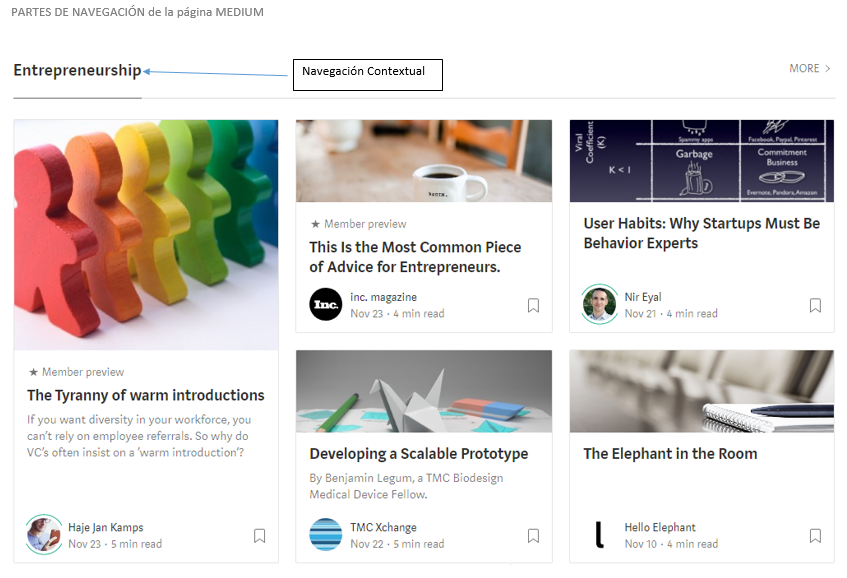 PARTES DE NAVEGACIÓN de la página MEDIUM
Entrepreneurship
Navegación Contextual
MORE >
★ Member preview
The Tyranny of warm introductions
If you want diversity in your workforce, you
can't rely on employee referrals. So why do
VC's often insist on a 'warm introduction'?
Haje Jan Kamps
Nov 23 · 5 min read
★ Member preview
This Is the Most Common Piece
of Advice for Entrepreneurs.
Inc.
inc. magazine
Nov 23 · 4 min read
Viral
Coefficient
(K)
K < 1
Spammy apps
Facebook, Paypal, Pinterest
Garbage
Commitment
Business
Evernote, Pandora, Amazon
User Habits: Why Startups Must Be
Behavior Experts
Nir Eyal
Nov 21 · 4 min read
Developing a Scalable Prototype
By Benjamin Legum, a TMC Biodesign
Medical Device Fellow.
TMC Xchange
Nov 22 · 5 min read
The Elephant in the Room
l
Hello Elephant
Nov 10 · 4 min read